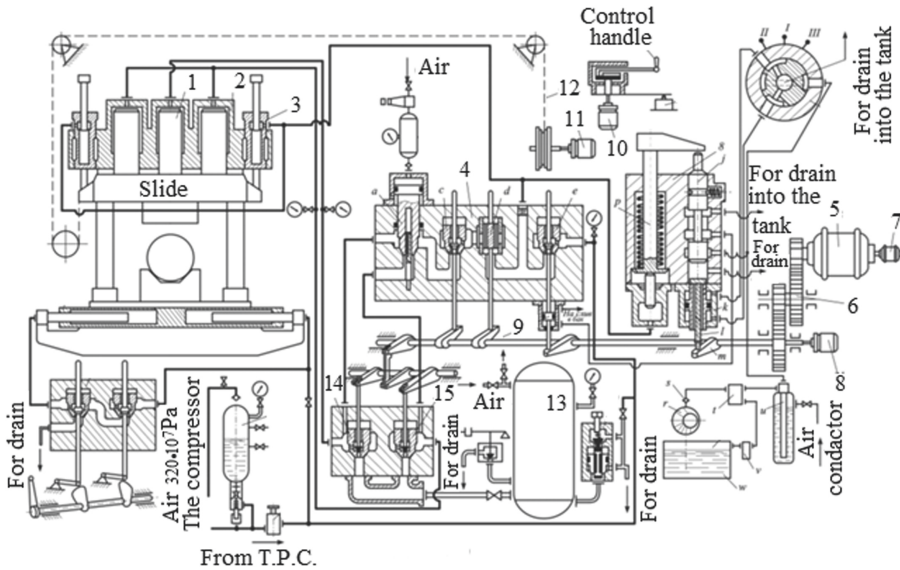 Control
handle
II
I
III
Air
12
11
10
For drain
into the tank
1
2
3
Slide
a
c
4
d
e
p
8
j
For drain
into the
tank
For
drain
5
7
6
k
l
m
9
14
15
Air
13
8
For drain
Air 320•10⁷Pa
The compressor
For drain
For drain
s
r
t
u
v
w
Air
condactor
From T.P.C.